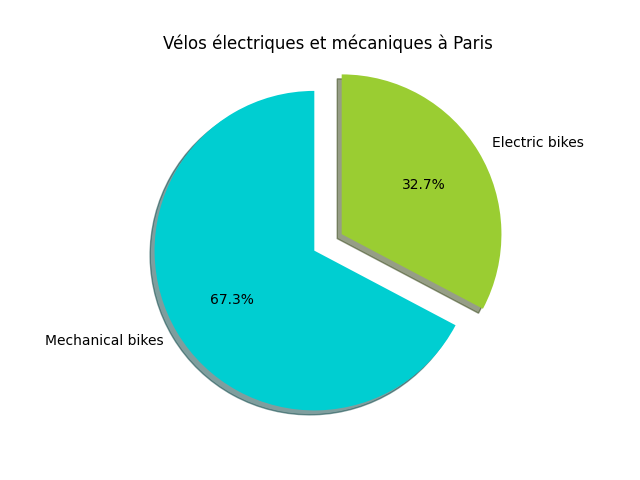 Vélos électriques et mécaniques à Paris
Electric bikes
32.7%
67.3%
Mechanical bikes